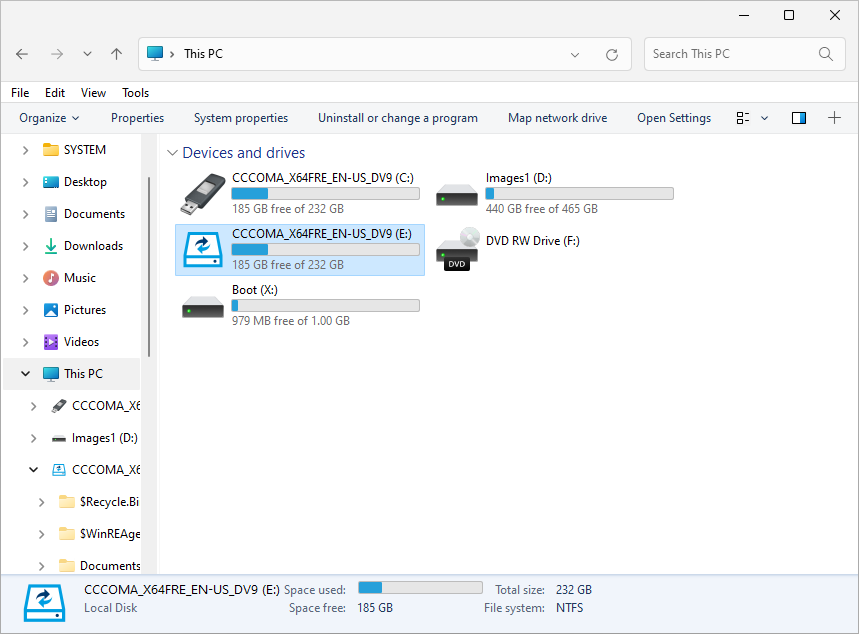 This PC
Search This PC
File Edit View Tools
Organize Properties System properties Uninstall or change a program Map network drive Open Settings
SYSTEM
Desktop
Documents
Downloads
Music
Pictures
Videos
This PC
CCCOMA_X6
Images1 (D:)
CCCOMA_X6
$Recycle.Bi
$WinREAge
Documents
Devices and drives
CCCOMA_X64FRE_EN-US_DV9 (C:)
185 GB free of 232 GB
Images1 (D:)
440 GB free of 465 GB
CCCOMA_X64FRE_EN-US_DV9 (E:)
185 GB free of 232 GB
DVD RW Drive (F:)
DVD
Boot (X:)
979 MB free of 1.00 GB
CCCOMA_X64FRE_EN-US_DV9 (E:) Space used: Total size: 232 GB
Local Disk Space free: 185 GB File system: NTFS